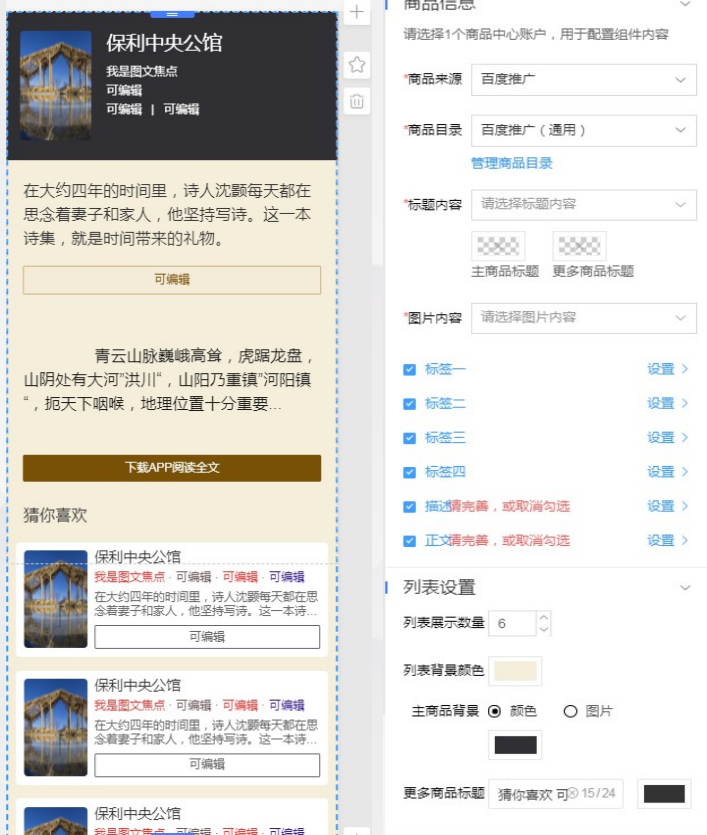 保利中央公馆
我是图文焦点
可编辑
可编辑 | 可编辑
在大约四年的时间里，诗人沈颢每天都在
思念着妻子和家人，他坚持写诗。这一本
诗集，就是时间带来的礼物。
可编辑
青云山脉巍峨高耸，虎踞龙盘，
山阴处有大河”洪川“，山阳乃重镇”河阳镇
“，扼天下咽喉，地理位置十分重要...
下载APP阅读全文
猜你喜欢
保利中央公馆
我是图文焦点 · 可编辑 · 可编辑 · 可编辑
在大约四年的时间里，诗人沈颢每天都在思
念着妻子和家人，他坚持写诗。这一本诗...
可编辑
保利中央公馆
我是图文焦点 · 可编辑 · 可编辑 · 可编辑
在大约四年的时间里，诗人沈颢每天都在思
念着妻子和家人，他坚持写诗。这一本诗...
可编辑
保利中央公馆
我是图文焦点 · 可编辑 · 可编辑 · 可编辑
商品信息
请选择1个商品中心账户，用于配置组件内容
*商品来源 百度推广
*商品目录 百度推广（通用）
管理商品目录
*标题内容 请选择标题内容
主商品标题 更多商品标题
*图片内容 请选择图片内容
标签一 设置
标签二 设置
标签三 设置
标签四 设置
描述请完善，或取消勾选 设置
正文请完善，或取消勾选 设置
列表设置
列表展示数量 6
列表背景颜色
主商品背景 颜色 图片
更多商品标题 猜你喜欢 可 15/24